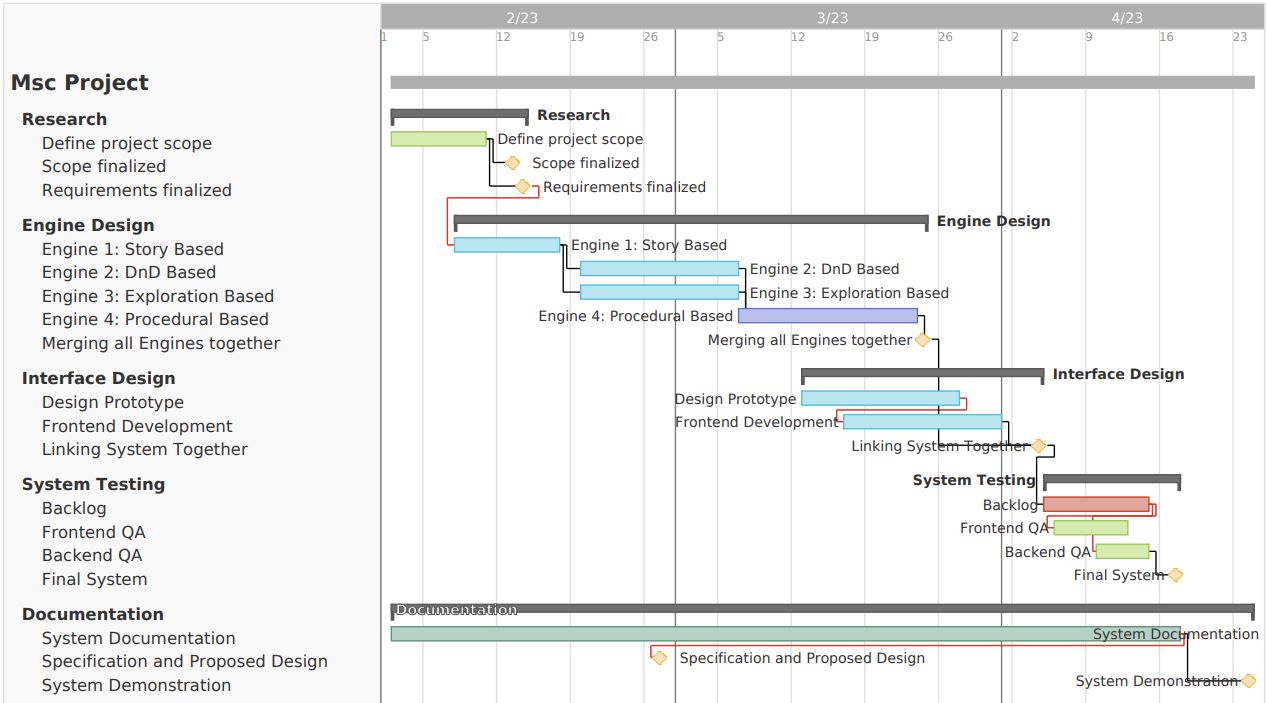 2/23 3/23 4/23
1 5 12 19 26 5 12 19 26 2 9 16 23
Msc Project
Research Research
Define project scope Define project scope
Scope finalized Scope finalized
Requirements finalized Requirements finalized
Engine Design Engine Design
Engine 1: Story Based Engine 1: Story Based
Engine 2: DnD Based Engine 2: DnD Based
Engine 3: Exploration Based Engine 3: Exploration Based
Engine 4: Procedural Based Engine 4: Procedural Based
Merging all Engines together Merging all Engines together
Interface Design Interface Design
Design Prototype Design Prototype
Frontend Development Frontend Development
Linking System Together Linking System Together
System Testing System Testing
Backlog Backlog
Frontend QA Frontend QA
Backend QA Backend QA
Final System Final System
Documentation Documentation
System Documentation System Documentation
Specification and Proposed Design Specification and Proposed Design
System Demonstration System Demonstration